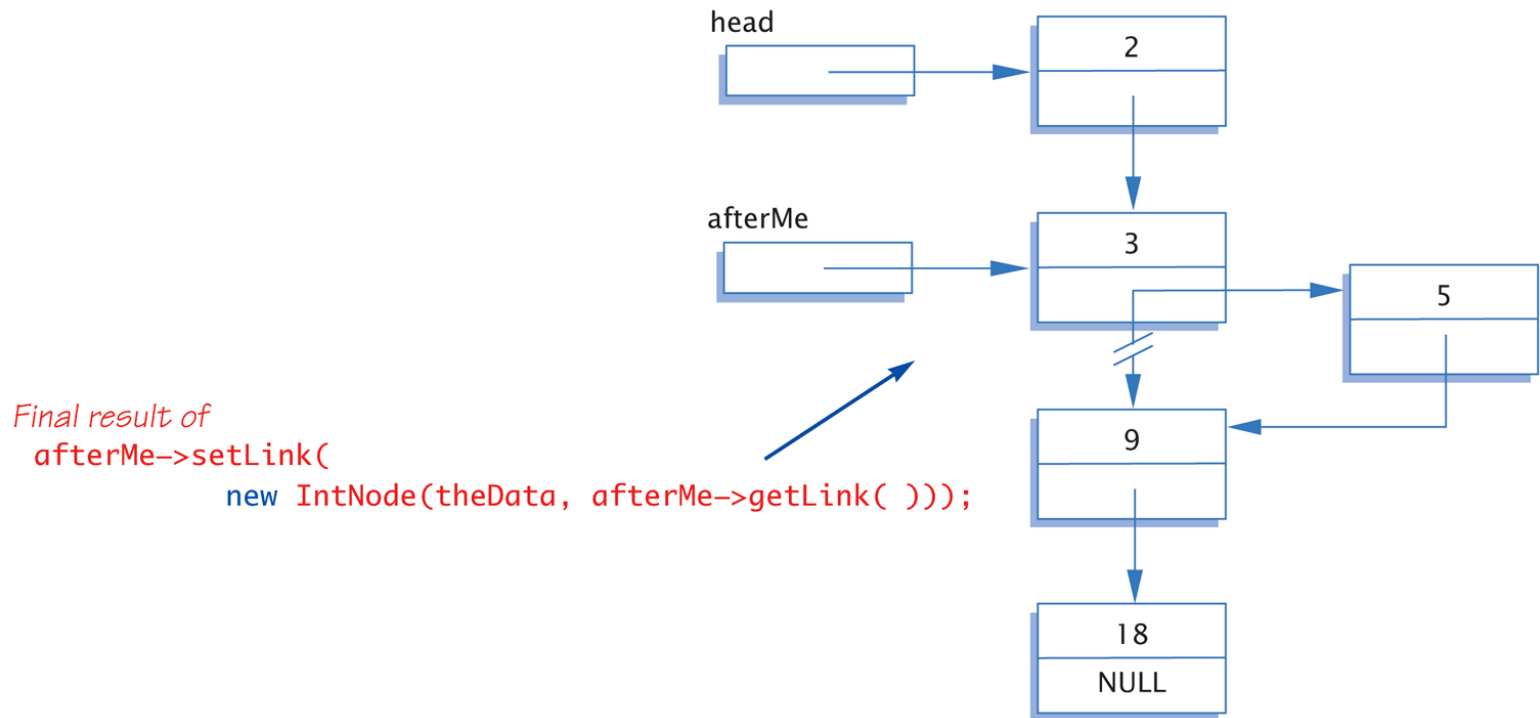 head
2
afterMe
3
5
Final result of
afterMe–>setLink(
9
new IntNode(theData, afterMe–>getLink( )));
18
NULL